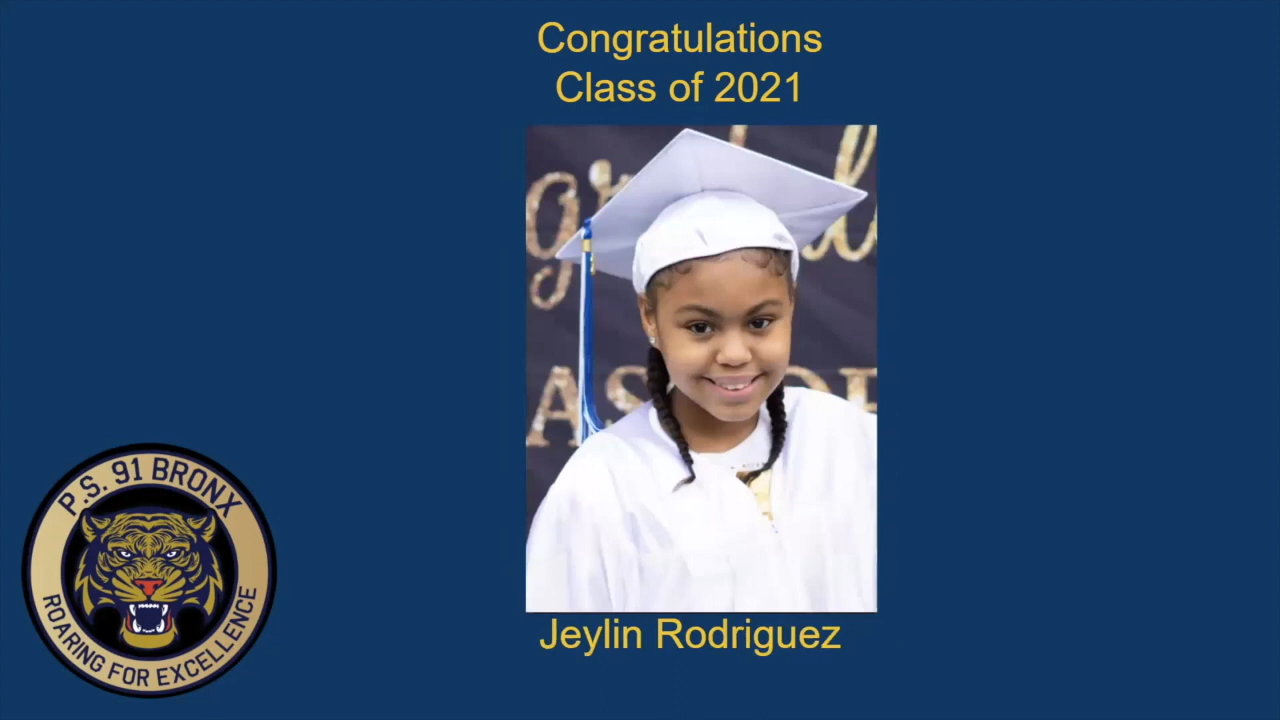 Congratulations
Class of 2021
Jeylin Rodriguez
P.S. 91 BRONX
ROARING FOR EXCELLENCE